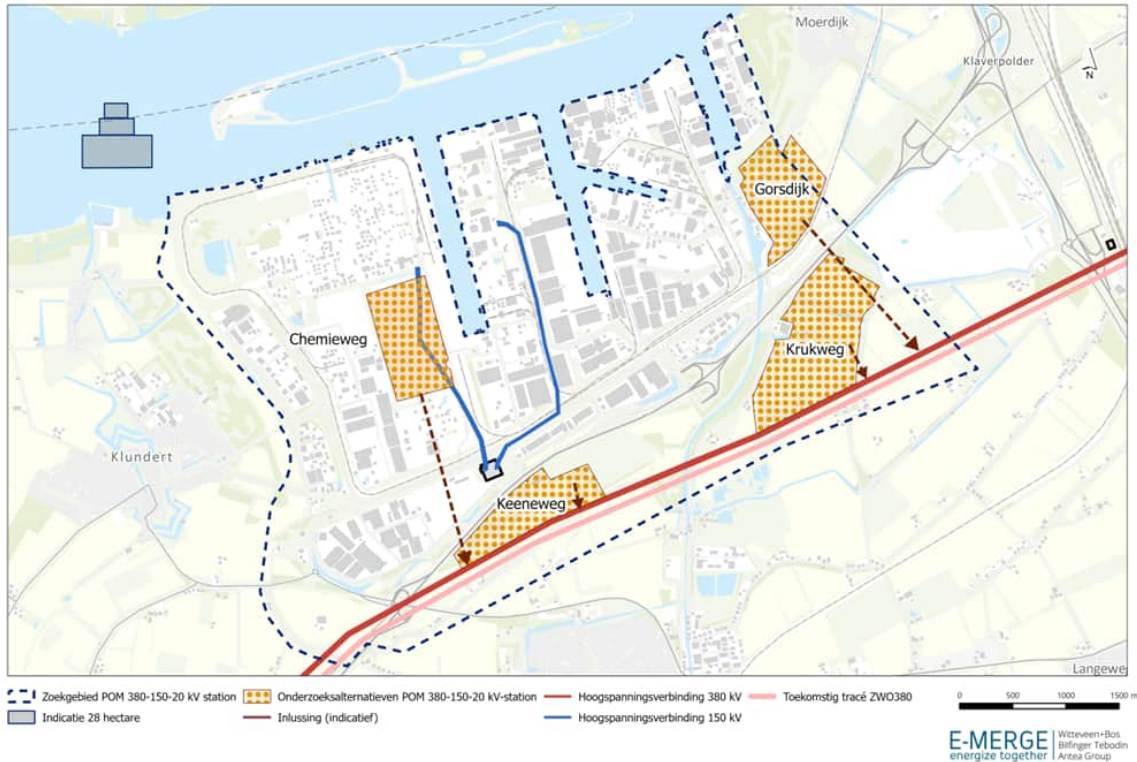 Moerdijk
Klaverpolder
N
Gorsdijk
Chemieweg
Krukweg
Klundert
Keeneweg
Langewe
Zoekgebied POM 380-150-20 kV station
Onderzoeksalternatieven POM 380-150-20 kV-station
Hoogspanningsverbinding 380 kV
Toekomstig tracé ZWO380
Indicatie 28 hectare
Inlussing (indicatief)
Hoogspanningsverbinding 150 kV
0 500 1000 1500 m
E-MERGE
energize together
Witteveen+Bos
Bilfinger Tebodin
Antea Group